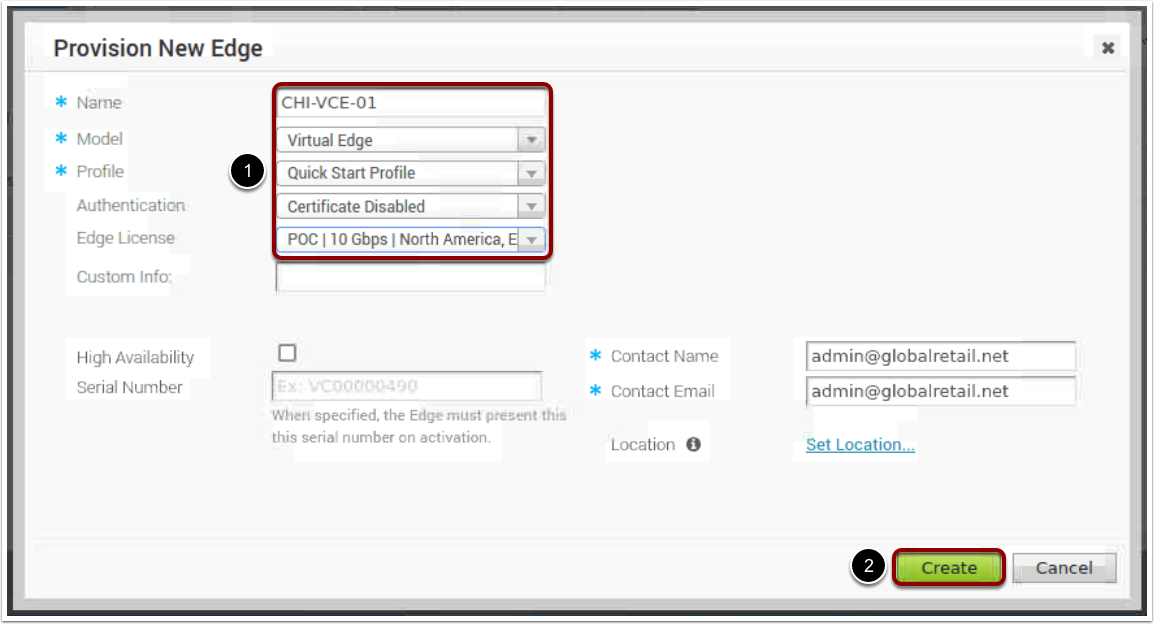 Provision New Edge
✖
* Name CHI-VCE-01
* Model Virtual Edge
1
* Profile Quick Start Profile
Authentication Certificate Disabled
Edge License POC | 10 Gbps | North America, E
Custom Info:
High Availability
* Contact Name admin@globalretail.net
Serial Number Ex: VC00000490
* Contact Email admin@globalretail.net
When specified, the Edge must present this
this serial number on activation.
Location Set Location...
2 Create Cancel